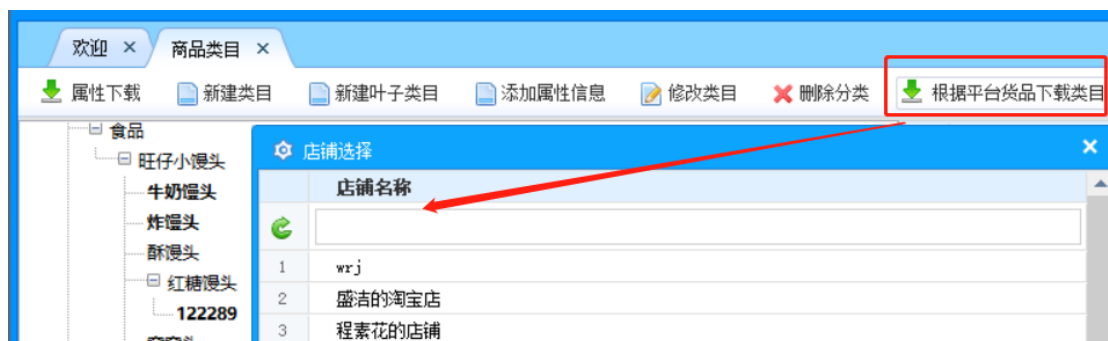 欢迎 × 商品类目 ×
属性下载 新建类目 新建叶子类目 添加属性信息 修改类目 删除分类 根据平台货品下载类目
食品
旺仔小馒头
牛奶馒头
炸馒头
酥馒头
红糖馒头
122289
店铺选择
店铺名称
1 wrj
2 盛洁的淘宝店
3 程素花的店铺